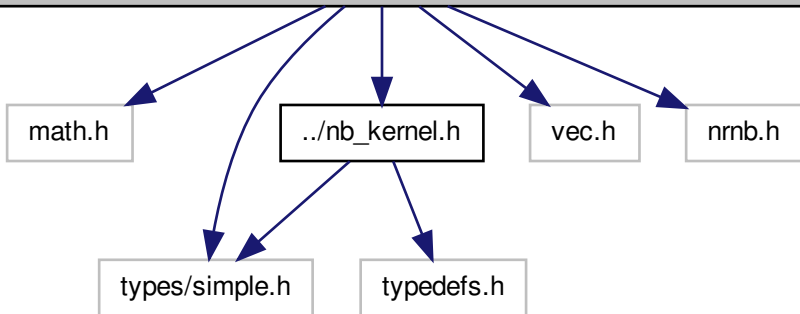 math.h
../nb_kernel.h
vec.h
nrnb.h
types/simple.h
typedefs.h